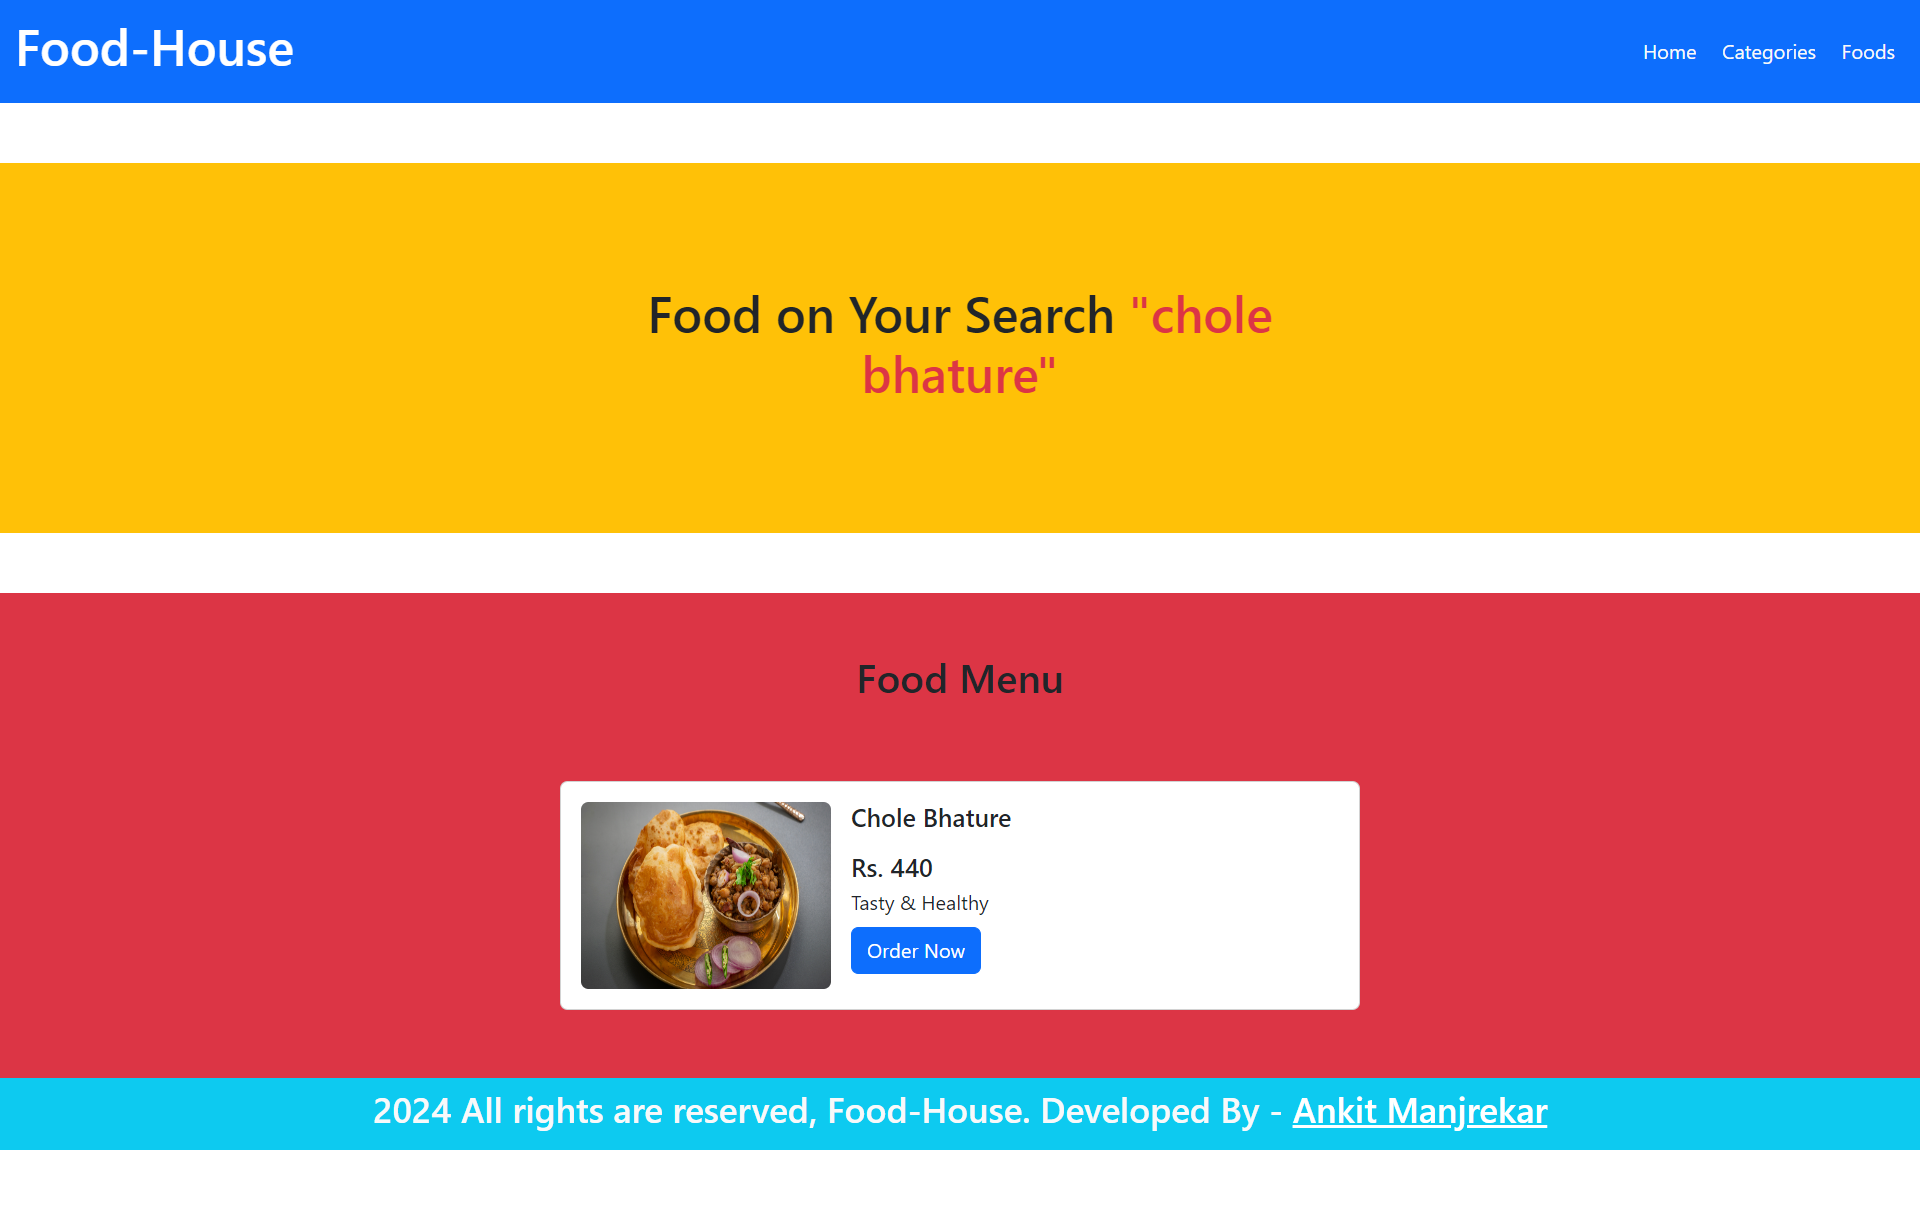 Food-House
Home Categories Foods
Food on Your Search "chole
bhature"
Food Menu
Chole Bhature
Rs. 440
Tasty & Healthy
Order Now
2024 All rights are reserved, Food-House. Developed By - Ankit Manjrekar